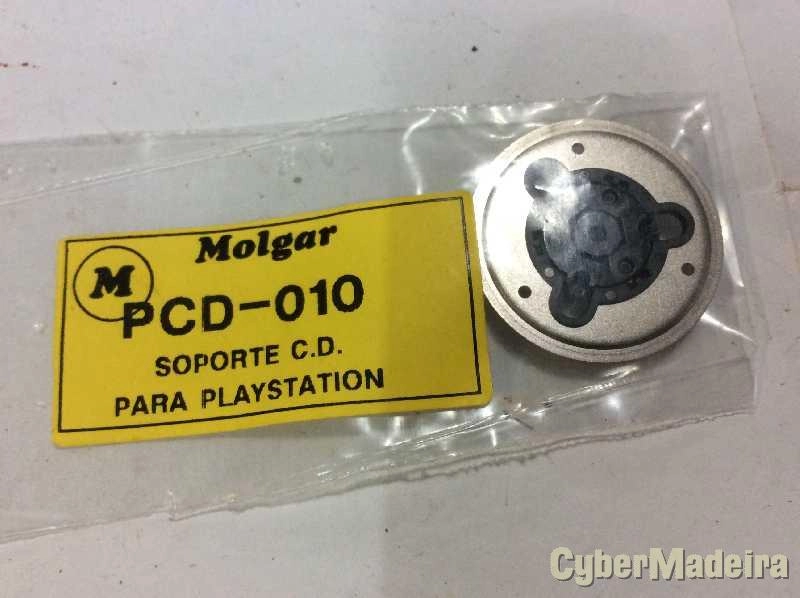 Molgar
M
PCD-010
SOPORTE C.D.
PARA PLAYSTATION
CyberMadeira